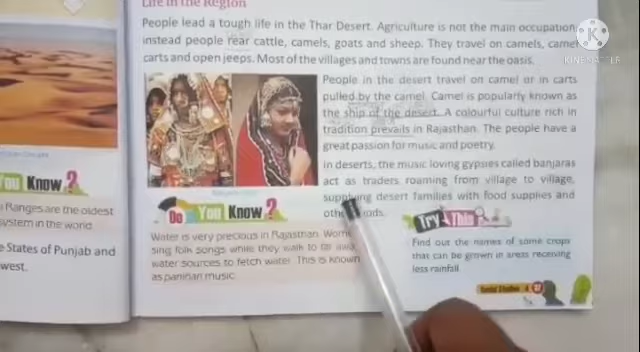 Life in the Region
People lead a tough life in the Thar Desert. Agriculture is not the main occupation,
instead people rear cattle, camels, goats and sheep. They travel on camels, camel
carts and open jeeps. Most of the villages and towns are found near the oasis.
People in the desert travel on camel or in carts
pulled by the camel. Camel is popularly known as
the ship of the desert. A colourful culture rich in
tradition prevails in Rajasthan. The people have a
great passion for music and poetry.
In deserts, the music loving gypsies called banjaras
act as traders roaming from village to village,
supplying desert families with food supplies and
goods.
Do You Know ?
Water is very precious in Rajasthan.
sing folk songs while they walk to far away
water sources to fetch water. This is known
as panihari music.
Try This
Find out the names of some crops
that can be grown in areas receiving
less rainfall.
Social Studies - 4 37
You Know ?
Ranges are the oldest
system in the world.
States of Punjab and
west.
KINEMASTER